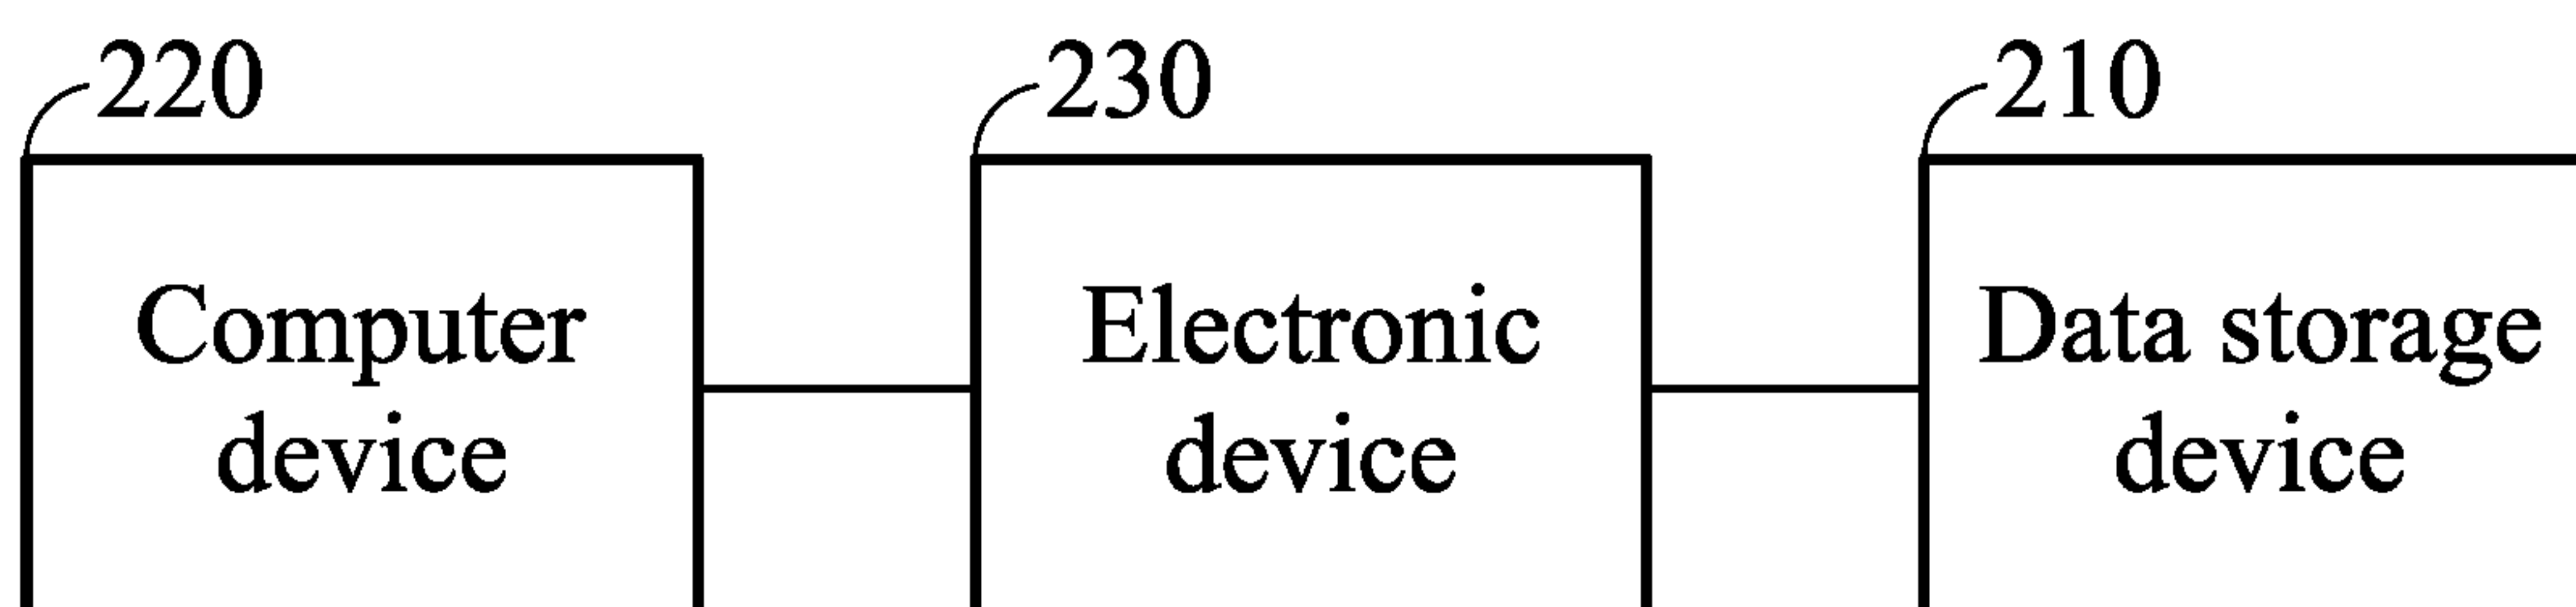 220
230
210
Computer
device
Electronic
device
Data storage
device